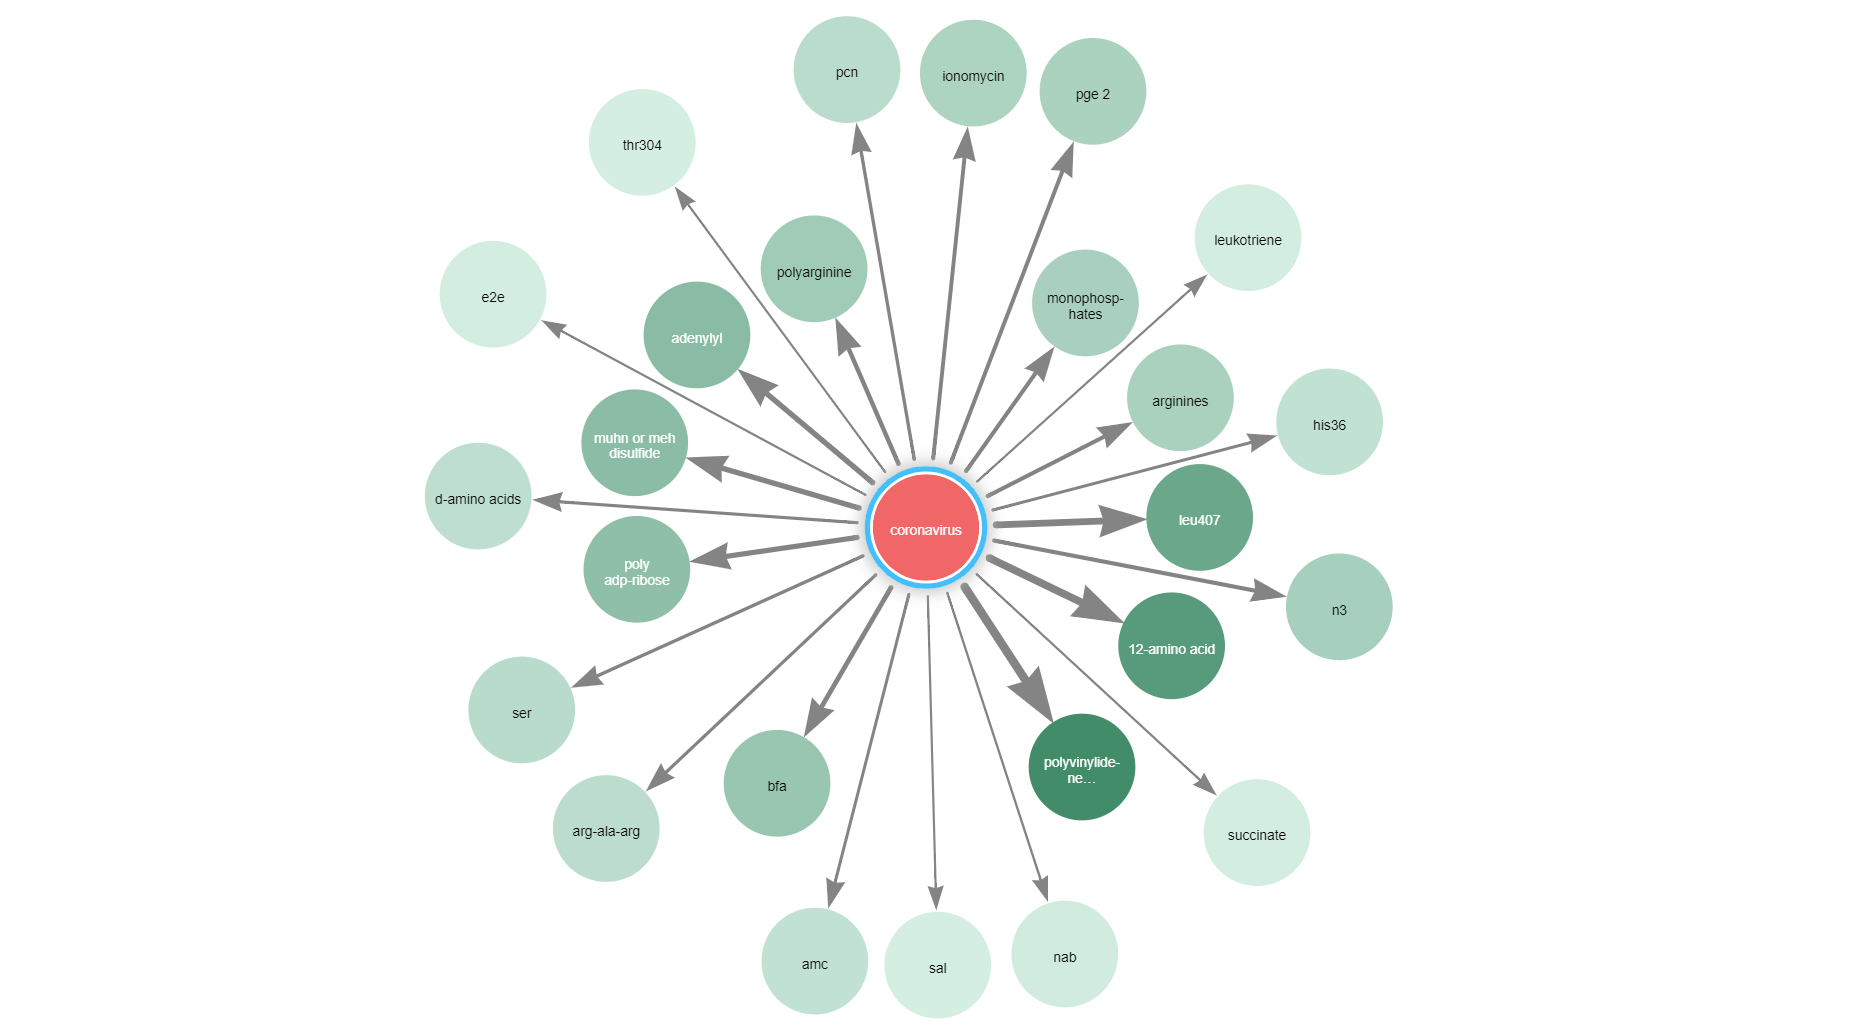 pcn
ionomycin
pge 2
thr304
leukotriene
polyarginine
e2e
monophosp-
hates
adenylyl
arginines
his36
muhn or meh
disulfide
d-amino acids
leu407
coronavirus
poly
adp-ribose
n3
12-amino acid
ser
polyvinylide-
ne...
bfa
arg-ala-arg
succinate
nab
amc
sal